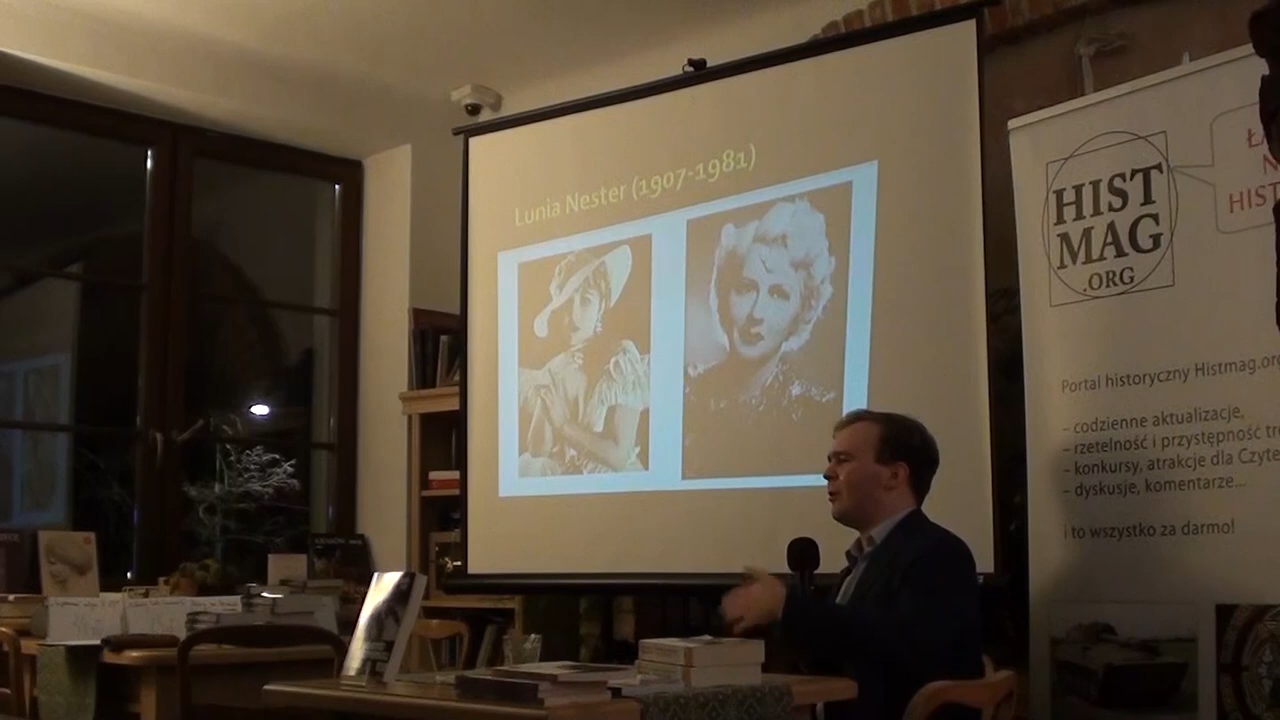 Lunia Nester (1907-1981)
HIST
MAG
.ORG
Ł
N
HIST
Portal historyczny Histmag.org
– codzienne aktualizacje,
– rzetelność i przystępność
– konkursy, atrakcje dla
– dyskusje, komentarze...
i to wszystko za darmo!